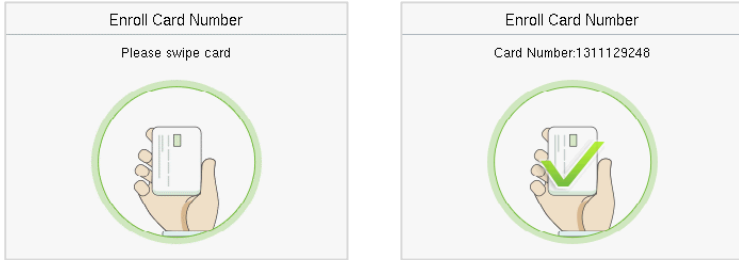 Enroll Card Number
Please swipe card
Enroll Card Number
Card Number:1311129248